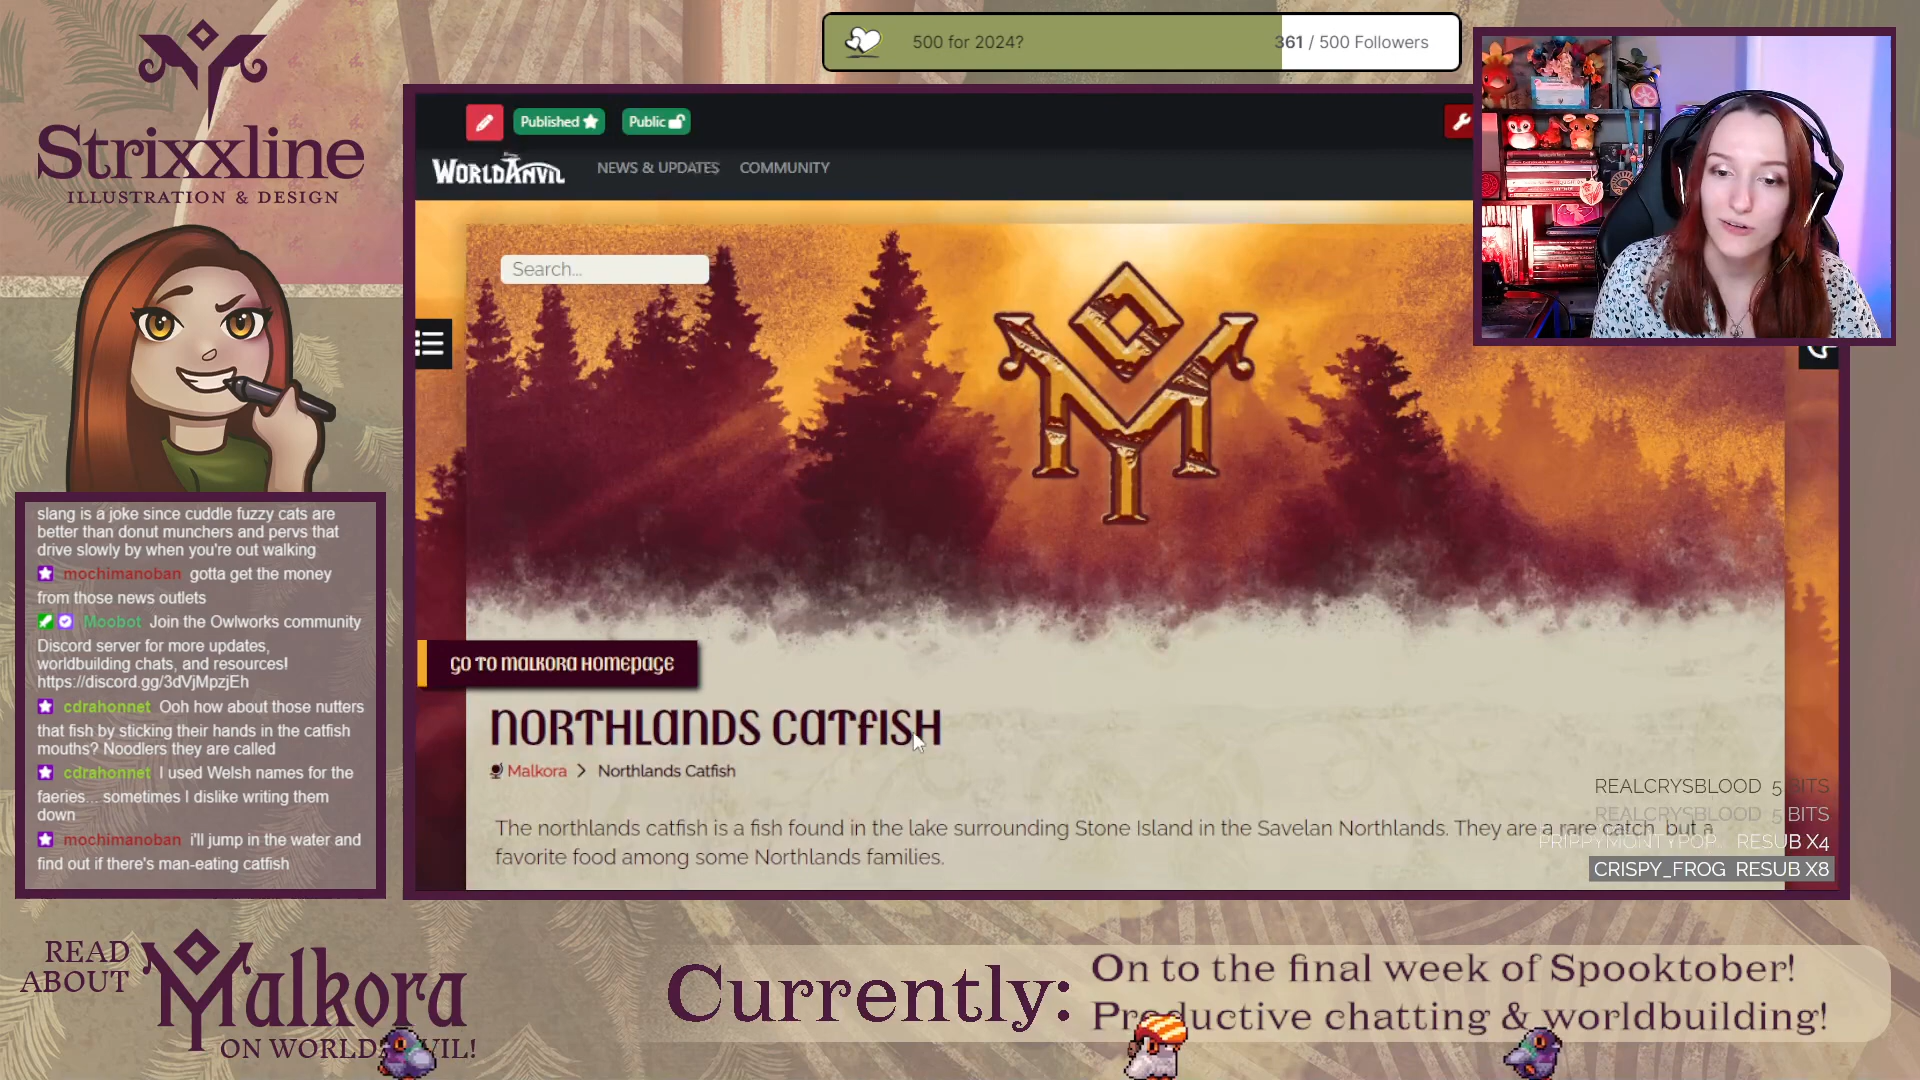 Strixxline
ILLUSTRATION & DESIGN
500 for 2024?
361 / 500 Followers
Published
Public
WORLDANVIL
NEWS & UPDATES
COMMUNITY
Search...
GO TO MALKORA HOMEPAGE
NORTHLANDS CATFISH
Malkora > Northlands Catfish
The northlands catfish is a fish found in the lake surrounding Stone Island in the Savelan Northlands. They are a rare catch, but a
favorite food among some Northlands families.
REALCRYSBLOOD 5 BITS
REALCRYSBLOOD 5 BITS
PRIPPYMONTYPOP RESUB X4
CRISPY_FROG RESUB X8
slang is a joke since cuddle fuzzy cats are
better than donut munchers and pervs that
drive slowly by when you're out walking
mochimanoban gotta get the money
from those news outlets
Moobot Join the Owlworks community
Discord server for more updates,
worldbuilding chats, and resources!
https://discord.gg/3dVjMpzjEh
cdrahonnet Ooh how about those nutters
that fish by sticking their hands in the catfish
mouths? Noodlers they are called
cdrahonnet I used Welsh names for the
faeries... sometimes I dislike writing them
down
mochimanoban i'll jump in the water and
find out if there's man-eating catfish
READ
ABOUT
Malkora
ON WORLD ANVIL!
Currently:
On to the final week of Spooktober!
Productive chatting & worldbuilding!